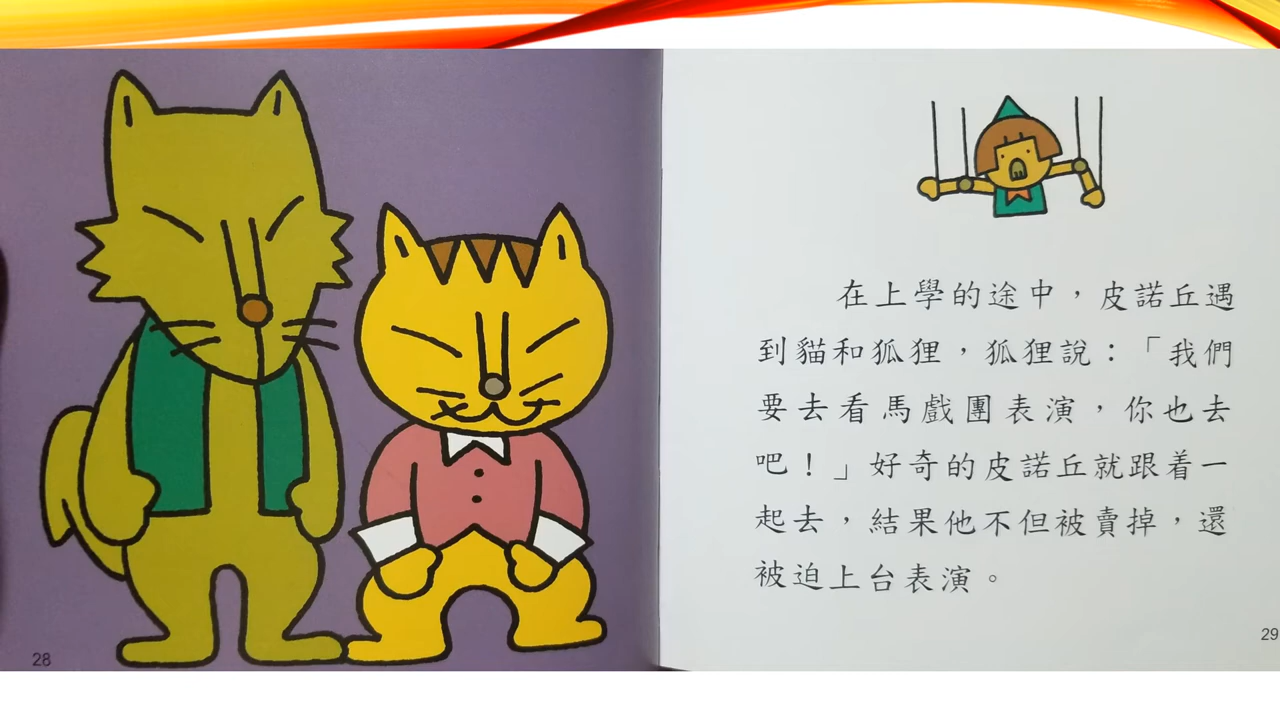 在上學的途中，皮諾丘遇
到貓和狐狸，狐狸說：「我們
要去看馬戲團表演，你也去
吧！」好奇的皮諾丘就跟着一
起去，結果他不但被賣掉，還
被迫上台表演。
28
29